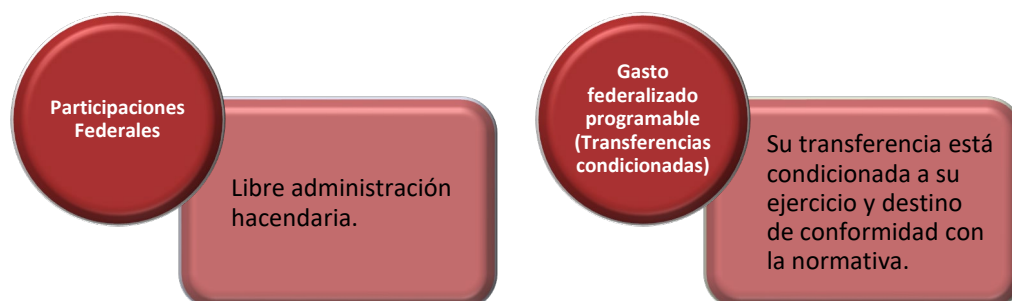 Participaciones
Federales
Libre administración
hacendaria.
Gasto
federalizado
programable
(Transferencias
condicionadas)
Su transferencia está
condicionada a su
ejercicio y destino
de conformidad con
la normativa.